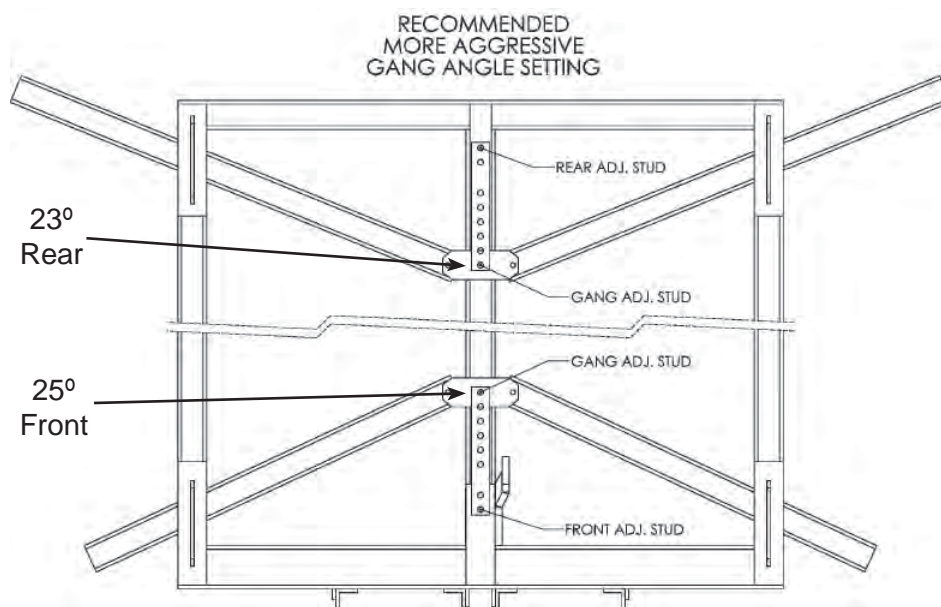 RECOMMENDED
MORE AGGRESSIVE
GANG ANGLE SETTING
REAR ADJ. STUD
23º
Rear
GANG ADJ. STUD
GANG ADJ. STUD
25º
Front
FRONT ADJ. STUD